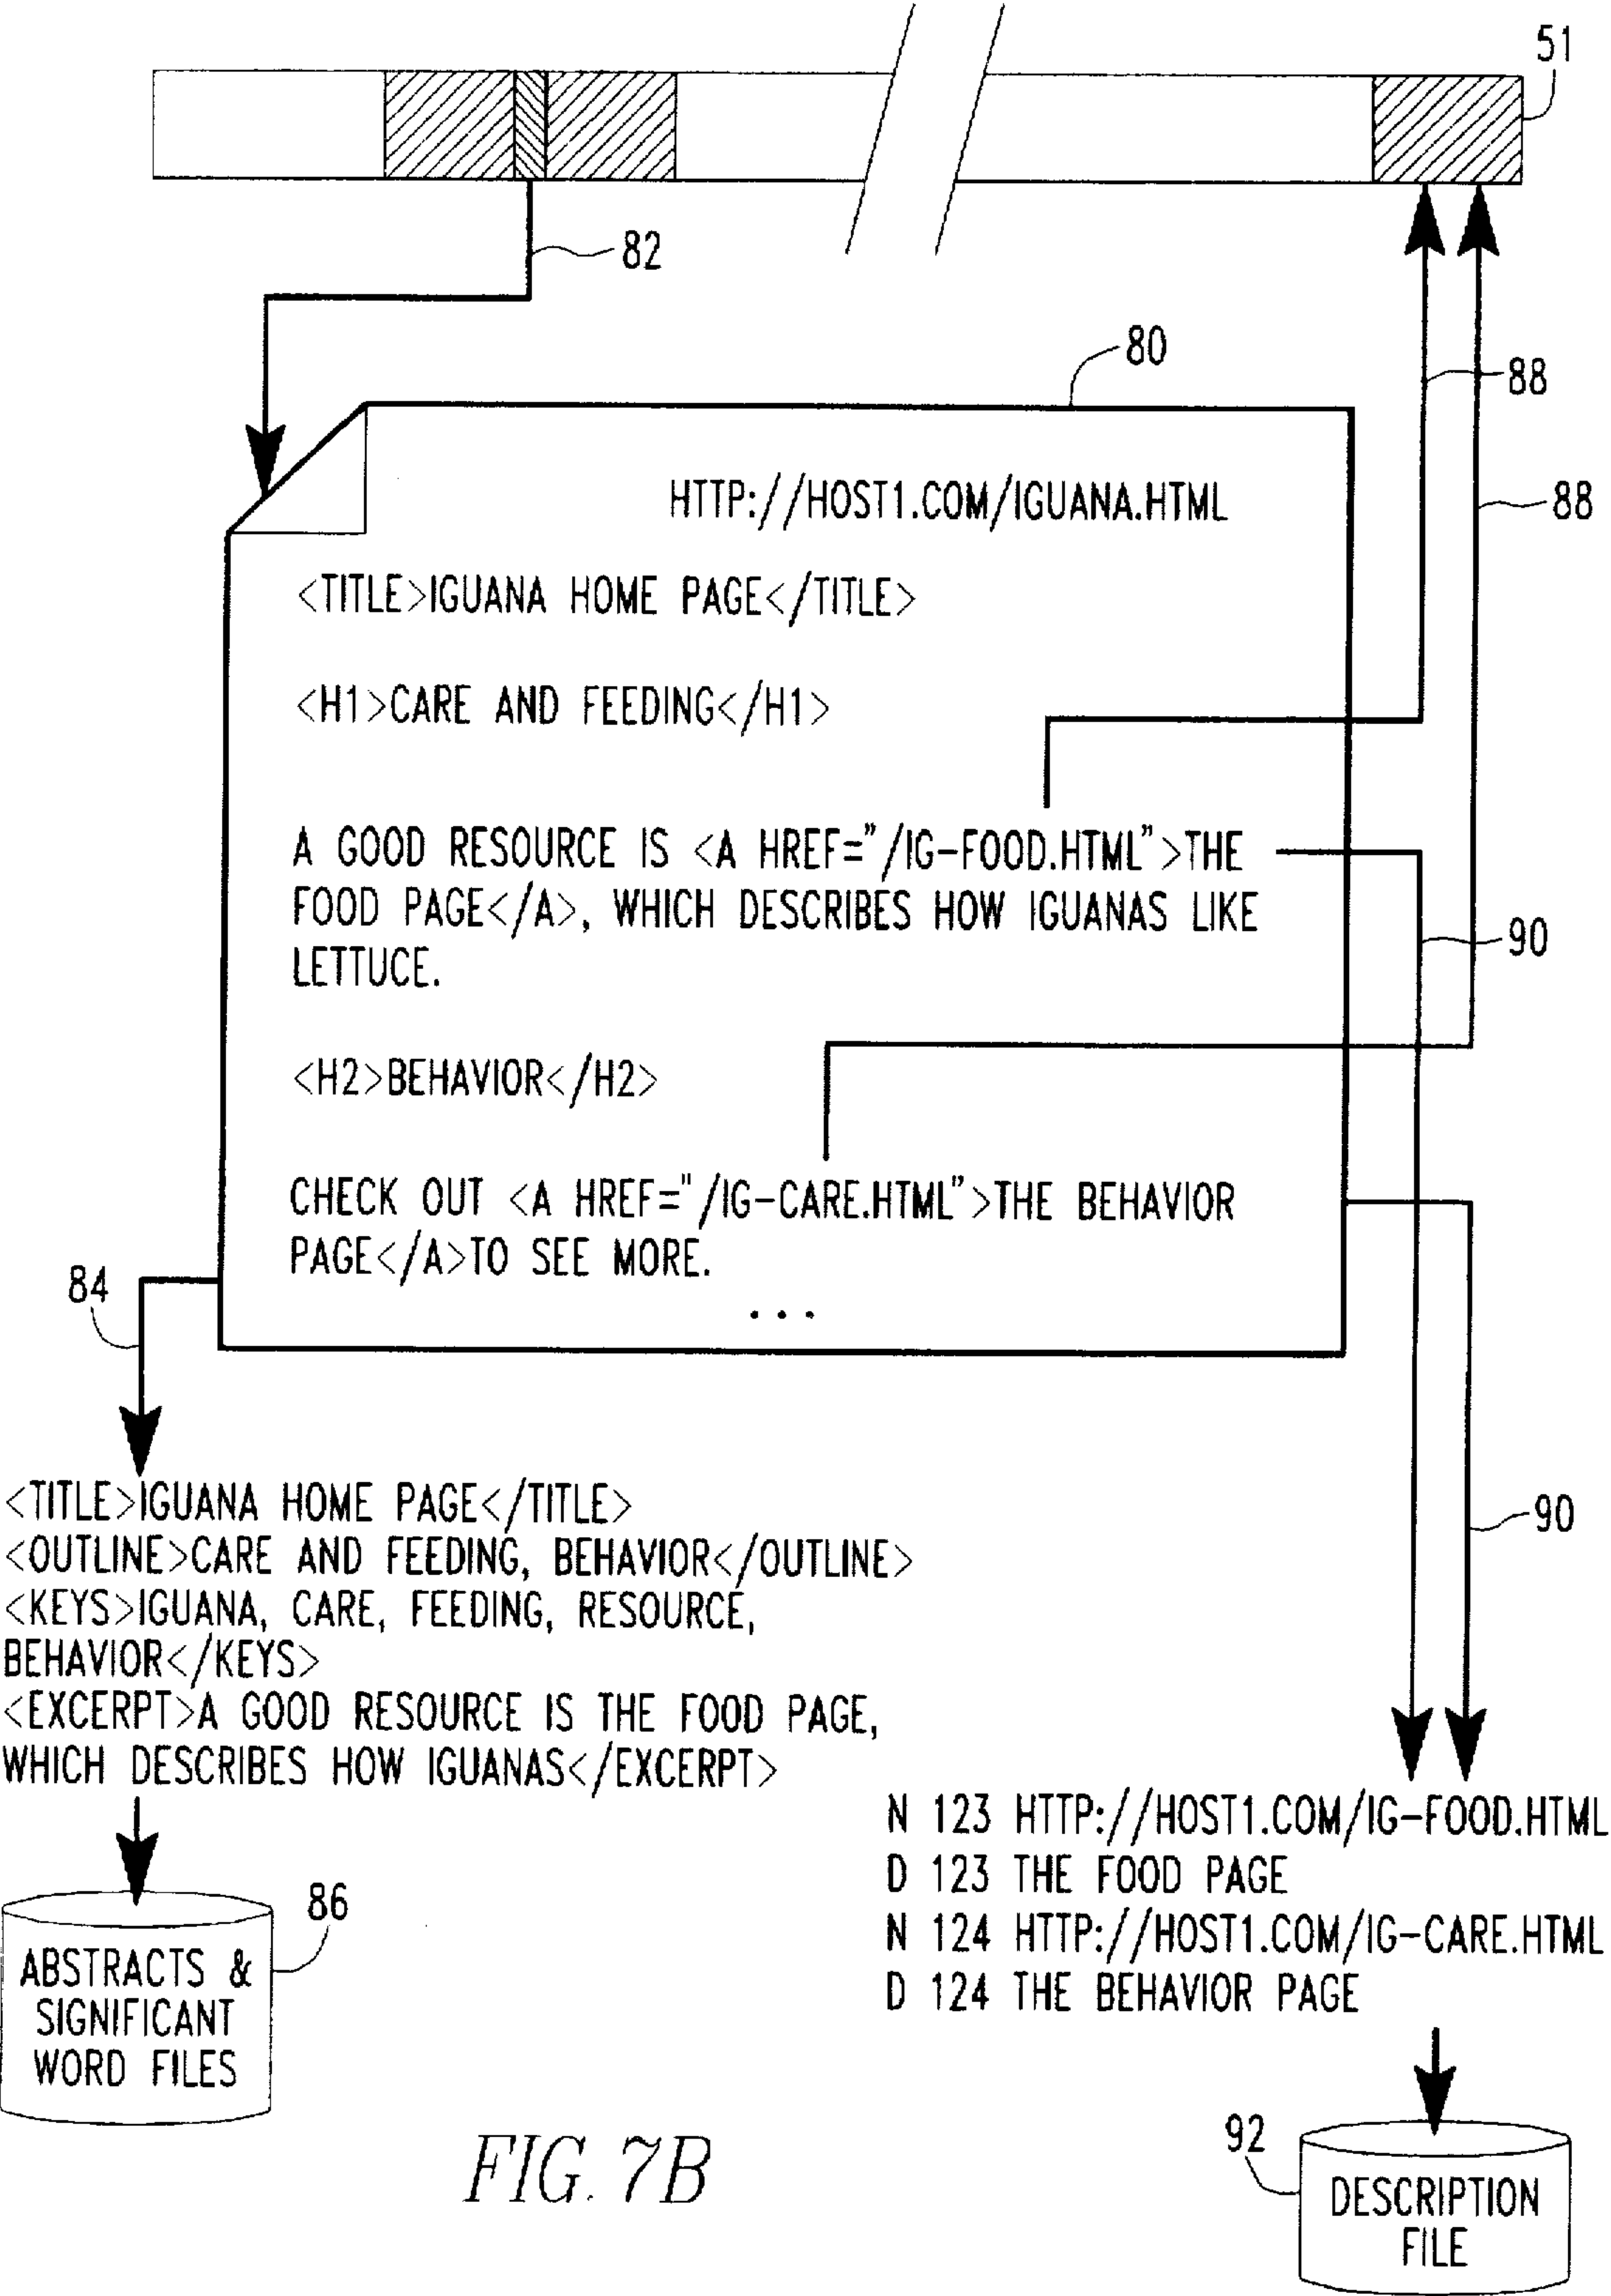 51
82
80
88
HTTP://HOST1.COM/IGUANA.HTML
88
<TITLE>IGUANA HOME PAGE</TITLE>
<H1>CARE AND FEEDING</H1>
A GOOD RESOURCE IS <A HREF="/IG-FOOD.HTML">THE
FOOD PAGE</A>, WHICH DESCRIBES HOW IGUANAS LIKE
LETTUCE.
90
<H2>BEHAVIOR</H2>
CHECK OUT <A HREF="/IG-CARE.HTML">THE BEHAVIOR
PAGE</A>TO SEE MORE.
...
84
<TITLE>IGUANA HOME PAGE</TITLE>
<OUTLINE>CARE AND FEEDING, BEHAVIOR</OUTLINE>
<KEYS>IGUANA, CARE, FEEDING, RESOURCE,
BEHAVIOR</KEYS>
<EXCERPT>A GOOD RESOURCE IS THE FOOD PAGE,
WHICH DESCRIBES HOW IGUANAS</EXCERPT>
90
N 123 HTTP://HOST1.COM/IG-FOOD.HTML
D 123 THE FOOD PAGE
N 124 HTTP://HOST1.COM/IG-CARE.HTML
D 124 THE BEHAVIOR PAGE
86
ABSTRACTS &
SIGNIFICANT
WORD FILES
92
DESCRIPTION
FILE
FIG. 7B